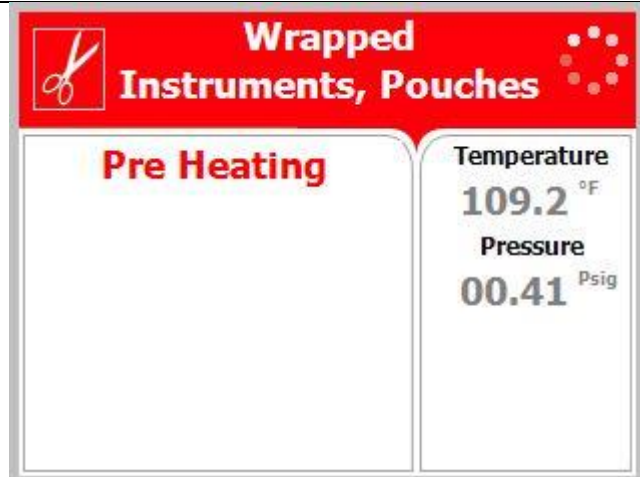 Wrapped
Instruments, Pouches
Pre Heating
Temperature
109.2 °F
Pressure
00.41 Psig